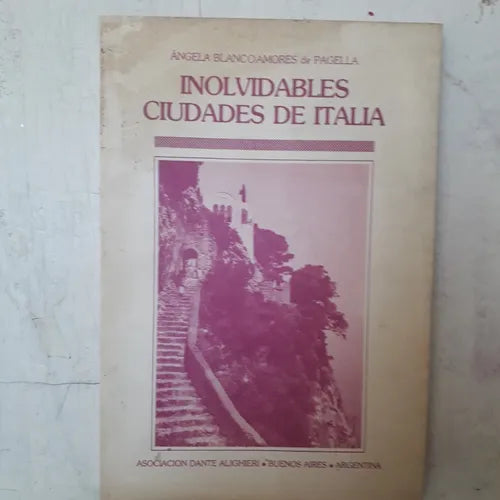 ÁNGELA BLANCO AMORES de PAGELLA
INOLVIDABLES
CIUDADES DE ITALIA
ASOCIACION DANTE ALIGHIERI • BUENOS AIRES • ARGENTINA